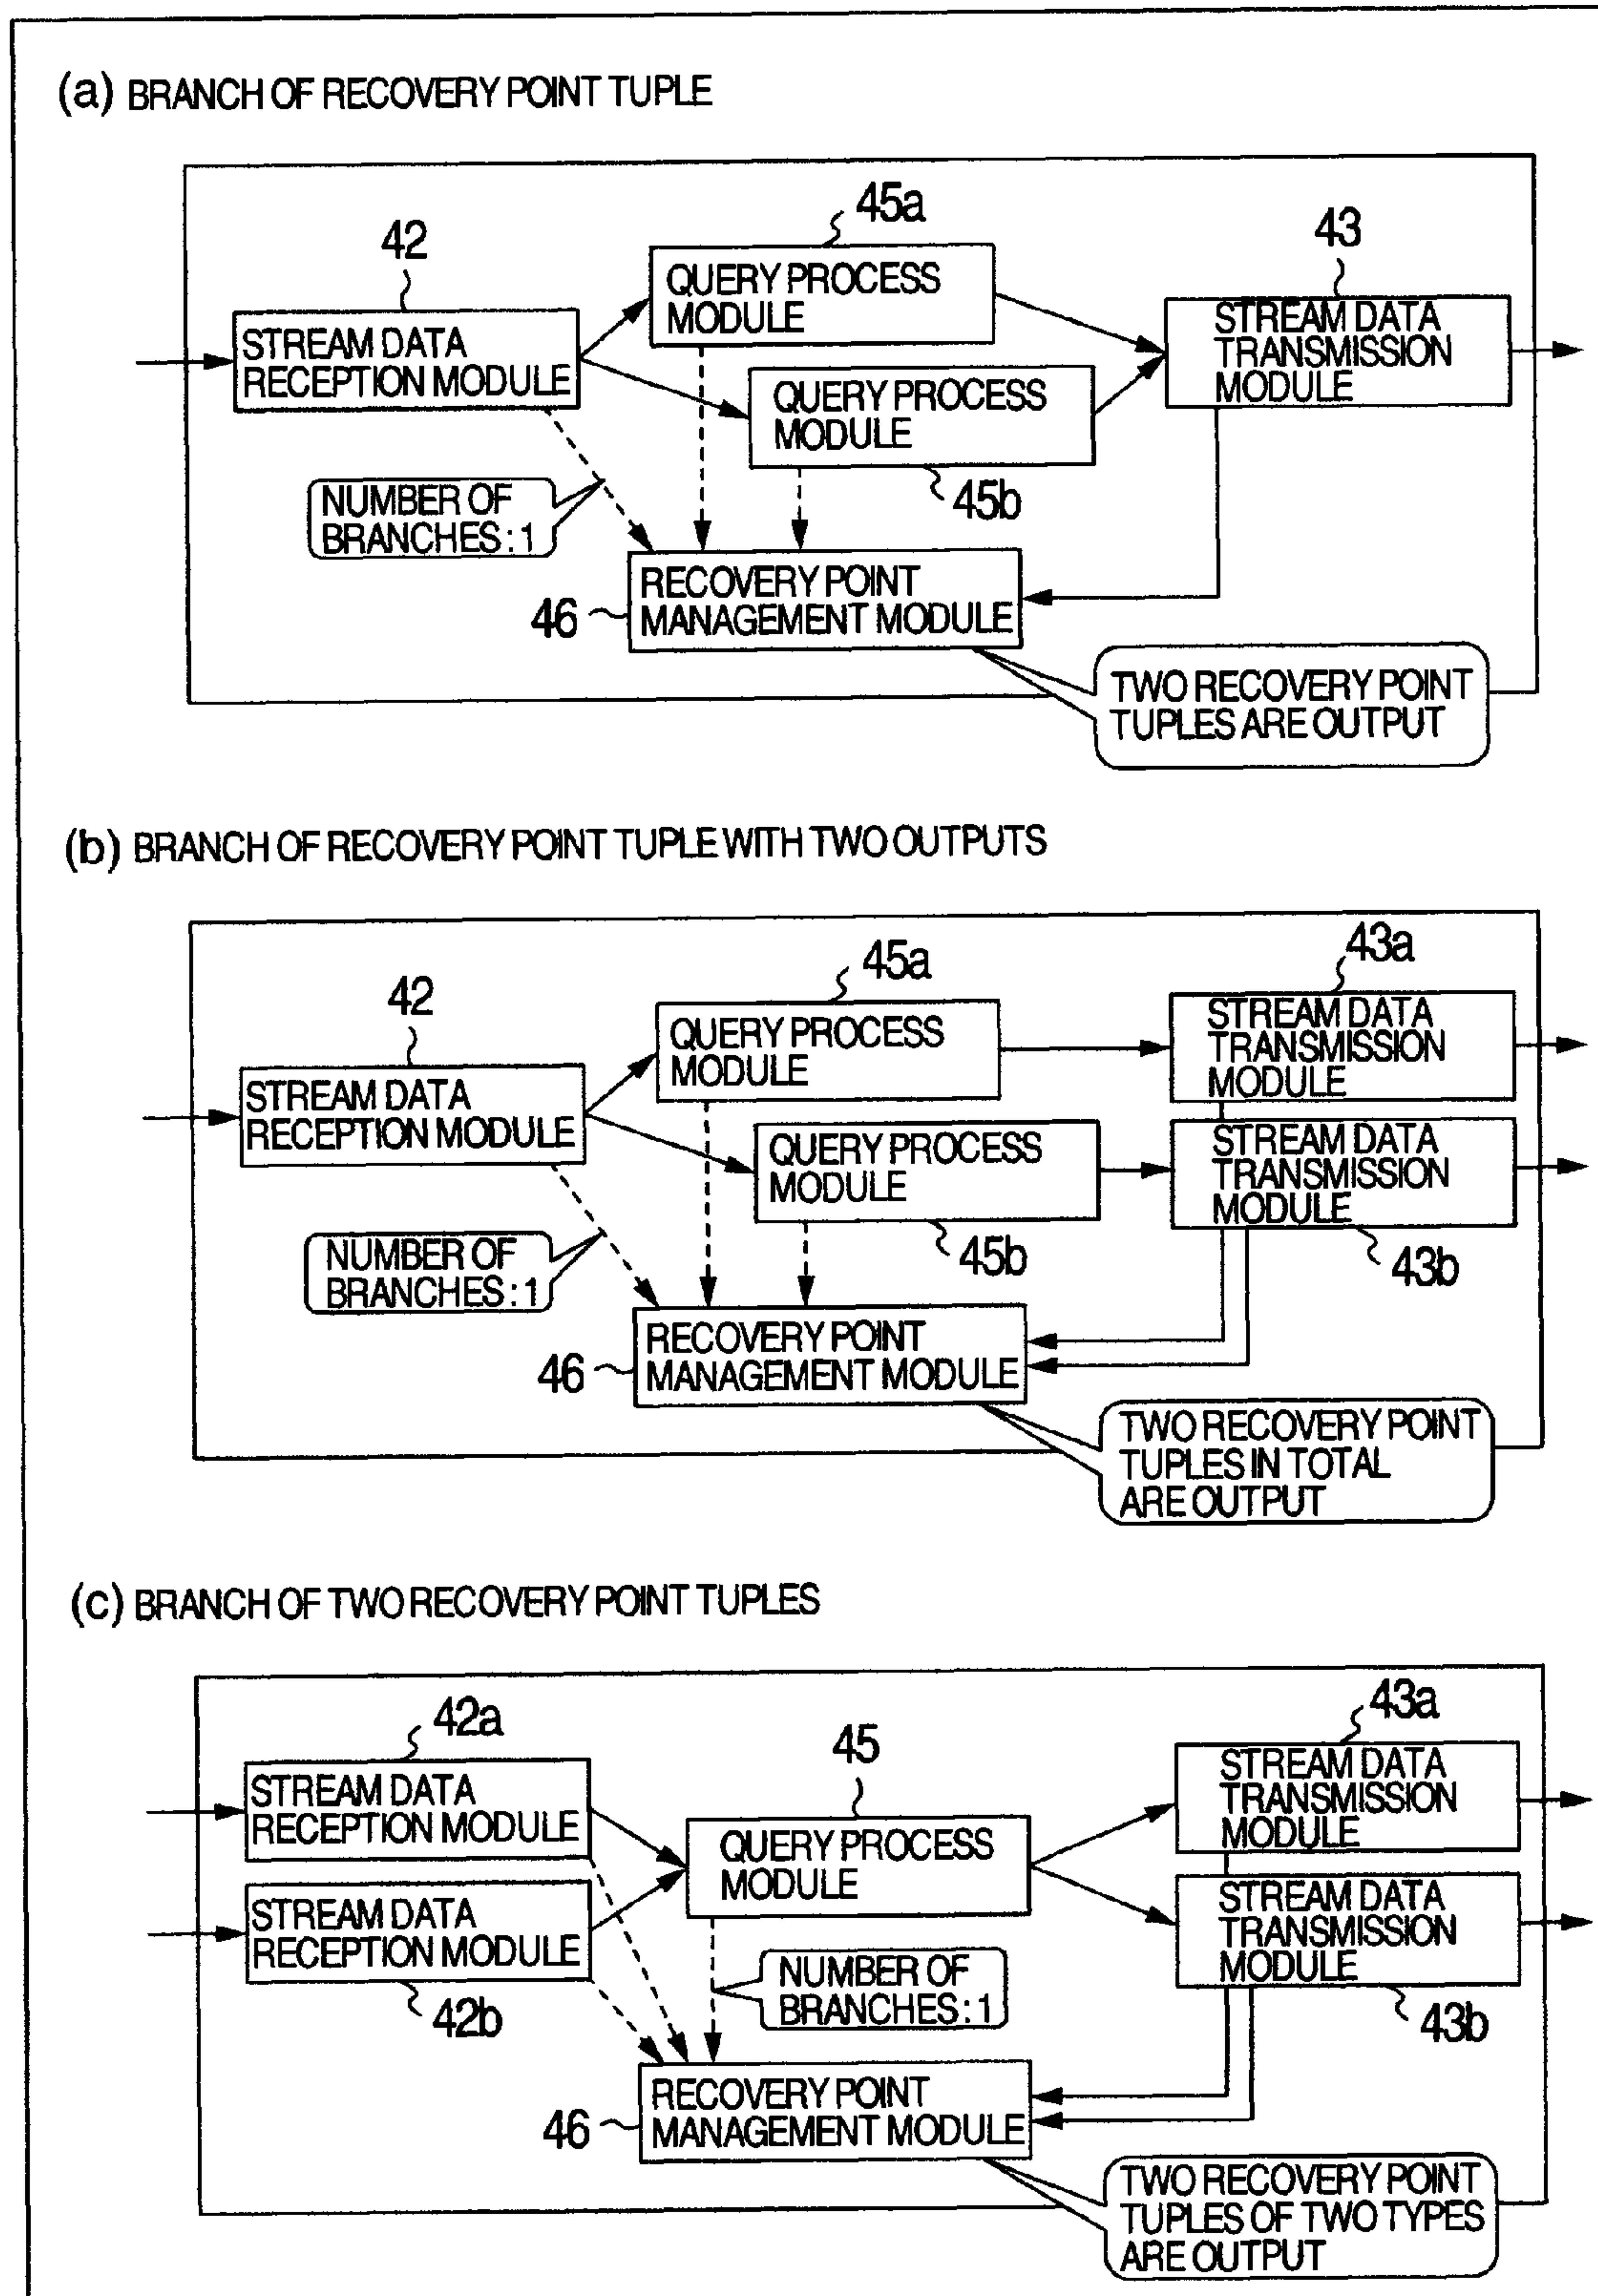 (a) BRANCH OF RECOVERY POINT TUPLE
45a
42
43
QUERY PROCESS
MODULE
STREAM DATA
RECEPTION MODULE
STREAM DATA
TRANSMISSION
MODULE
QUERY PROCESS
MODULE
45b
NUMBER OF
BRANCHES:1
RECOVERY POINT
MANAGEMENT MODULE
46
TWO RECOVERY POINT
TUPLES ARE OUTPUT
(b) BRANCH OF RECOVERY POINT TUPLE WITH TWO OUTPUTS
45a
43a
42
QUERY PROCESS
MODULE
STREAM DATA
TRANSMISSION
MODULE
STREAM DATA
RECEPTION MODULE
QUERY PROCESS
MODULE
STREAM DATA
TRANSMISSION
MODULE
45b
43b
NUMBER OF
BRANCHES:1
RECOVERY POINT
MANAGEMENT MODULE
46
TWO RECOVERY POINT
TUPLES IN TOTAL
ARE OUTPUT
(c) BRANCH OF TWO RECOVERY POINT TUPLES
42a
45
43a
STREAM DATA
RECEPTION MODULE
QUERY PROCESS
MODULE
STREAM DATA
TRANSMISSION
MODULE
STREAM DATA
RECEPTION MODULE
STREAM DATA
TRANSMISSION
MODULE
42b
NUMBER OF
BRANCHES:1
43b
RECOVERY POINT
MANAGEMENT MODULE
46
TWO RECOVERY POINT
TUPLES OF TWO TYPES
ARE OUTPUT